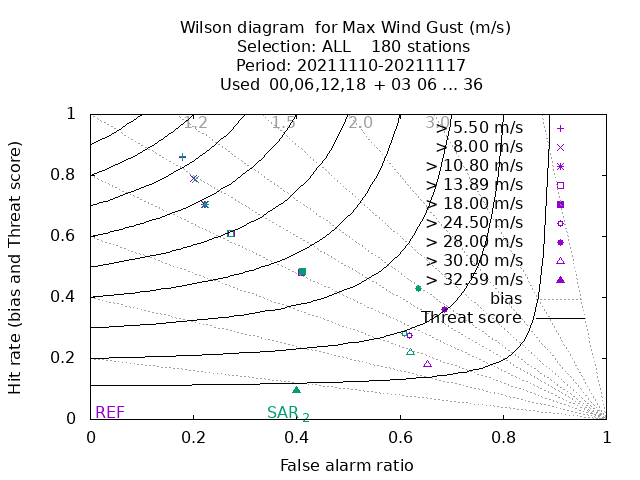 Wilson diagram  for Max Wind Gust (m/s)
Selection: ALL    180 stations
Period: 20211110-20211117
Used  00,06,12,18  + 03 06 ... 36
1.2 1.5 2.0 3.0
> 5.50 m/s
> 8.00 m/s
> 10.80 m/s
> 13.89 m/s
> 18.00 m/s
> 24.50 m/s
> 28.00 m/s
> 30.00 m/s
> 32.59 m/s
bias
Threat score
Hit rate (bias and Threat score)
1
0.8
0.6
0.4
0.2
0
REF SAR 2
0 0.2 0.4 0.6 0.8 1
False alarm ratio